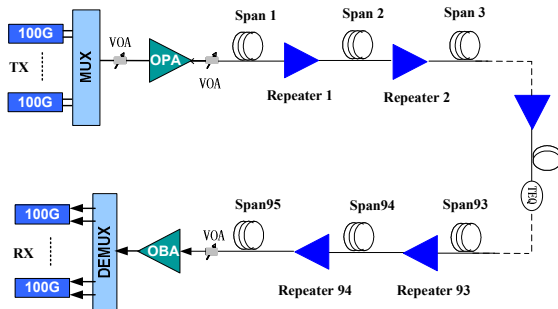 100G
TX
100G
MUX
VOA
OPA
VOA
Span 1
Repeater 1
Span 2
Repeater 2
Span 3
TEQ
Span93
Repeater 93
Span94
Repeater 94
Span95
VOA
OBA
DEMUX
100G
RX
100G